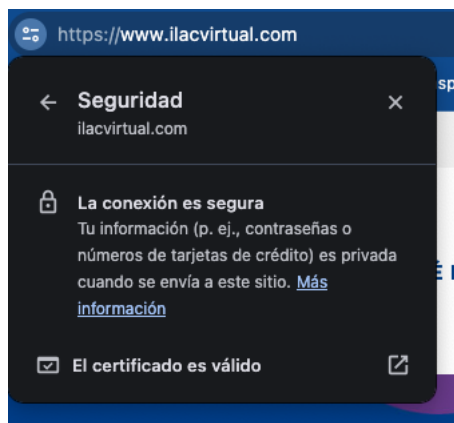 https://www.ilacvirtual.com
Seguridad
ilacvirtual.com
La conexión es segura
Tu información (p. ej., contraseñas o
números de tarjetas de crédito) es privada
cuando se envía a este sitio. Más
información
El certificado es válido